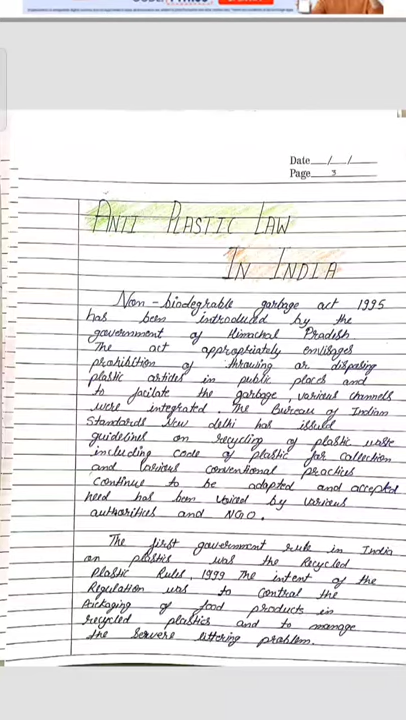 Date / /
Page 3
ANTI PLASTIC LAW
IN INDIA
Non-biodegrable garbage act 1995
has been introduced by the
government of Himachal Pradesh.
The act appropriately envisages
prohibition of throwing or disposing
plastic articles in public places and
to facilate the garbage, various channels
were integrated. The Bureau of Indian
Standards New delhi has issued
guidelines on recycling of plastic waste
including code of plastic for collection
and various conventional practies
continue to be adopted and accepted
need has been voiced by various
authorities and NGO.
The first government rule in India
on plastics was the Recycled
Plastic Rules, 1999 The intent of the
Regulation was to control the
Packaging of food products in
recycled plastics and to manage
the Servere littering problem.